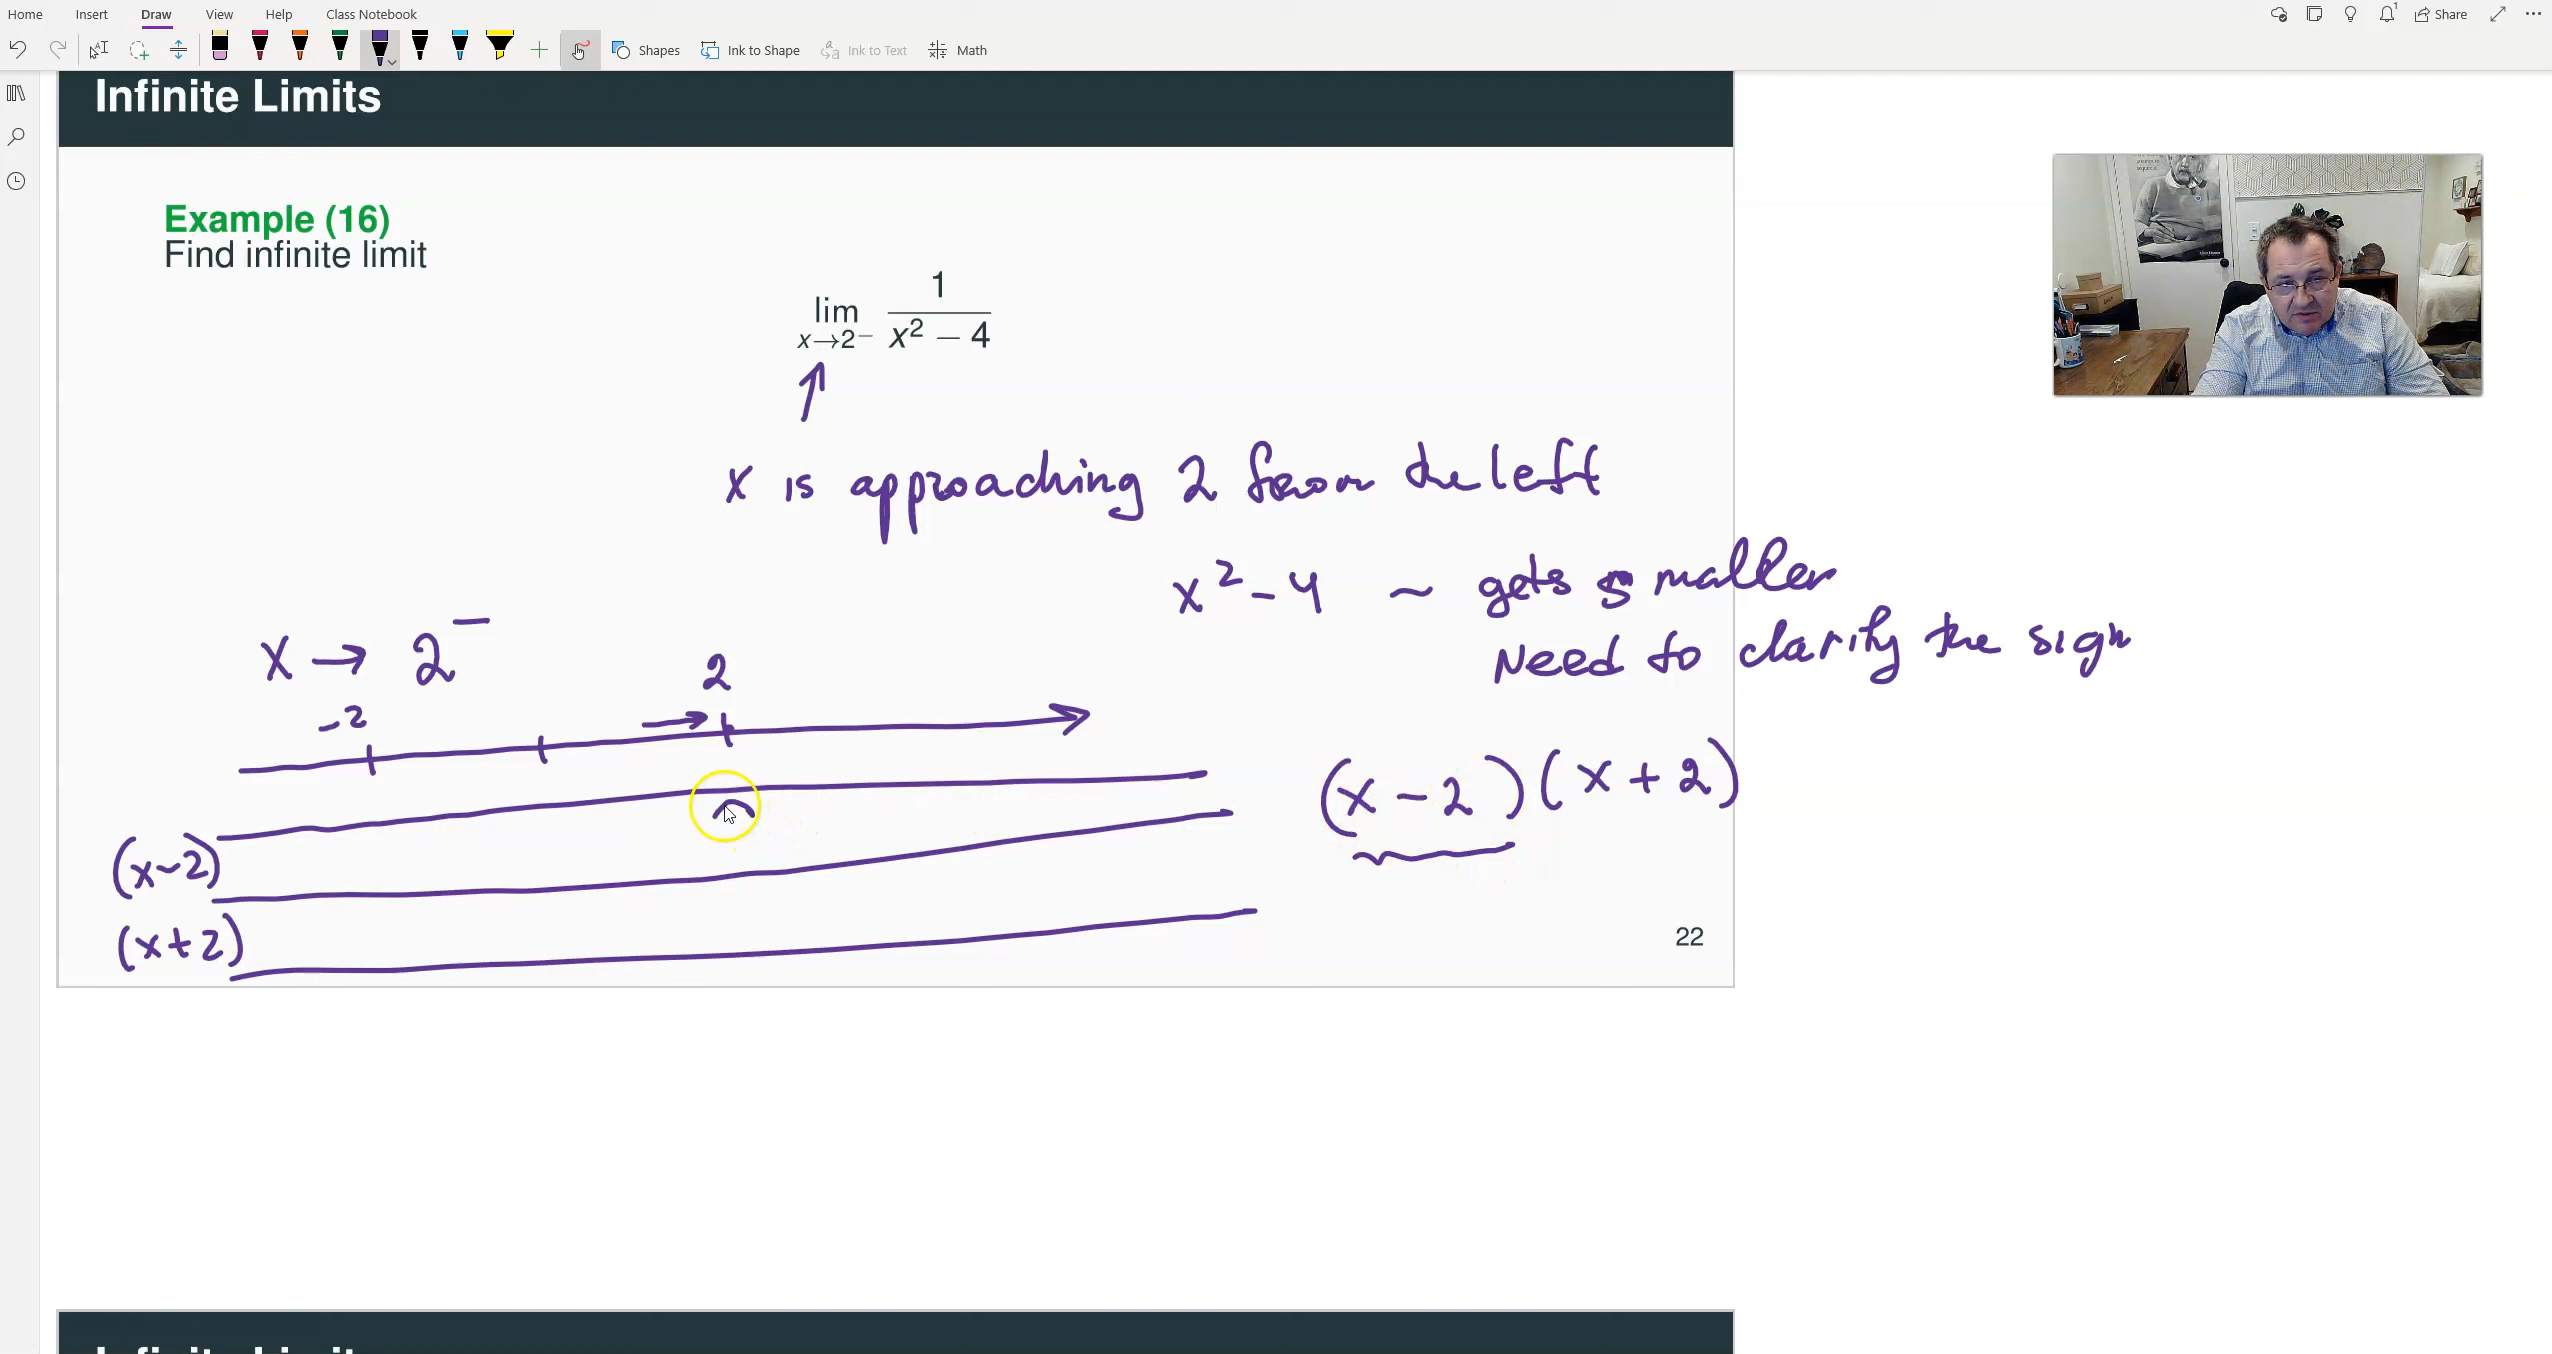 Home Insert Draw View Help Class Notebook Share
Shapes Ink to Shape Ink to Text Math
Infinite Limits
Example (16)
Find infinite limit
lim x→2⁻ 1/(x² − 4)
x is approaching 2 from the left
x² - 4 ~ gets smaller
Need to clarify the sign
x → 2⁻
-2 2
(x - 2)(x + 2)
(x-2)
(x+2)
22